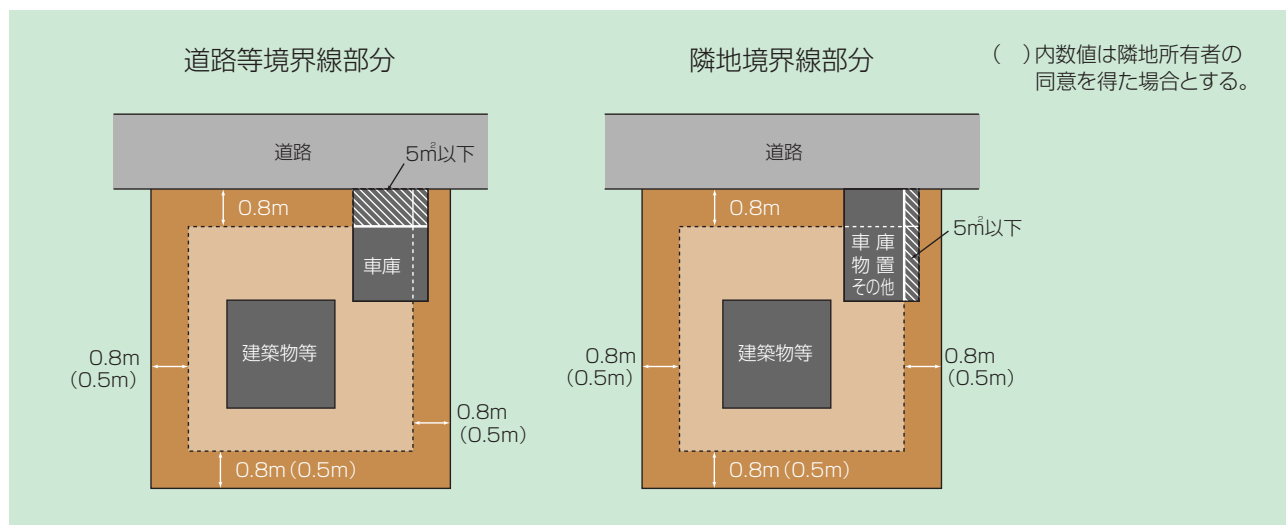 道路等境界線部分
道路
5㎡以下
0.8m
車庫
建築物等
0.8m
(0.5m)
0.8m
(0.5m)
0.8m(0.5m)
隣地境界線部分
道路
0.8m
5㎡以下
車庫
物置
その他
建築物等
0.8m
(0.5m)
0.8m
(0.5m)
0.8m(0.5m)
(　)内数値は隣地所有者の
同意を得た場合とする。